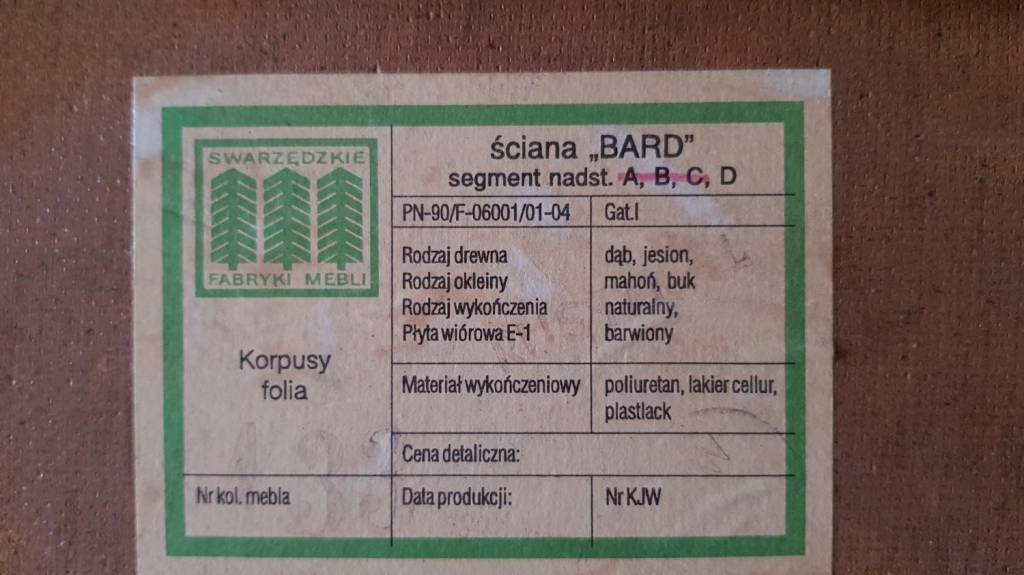 SWARZĘDZKIE
FABRYKI MEBLI
ściana „BARD”
segment nadst. A, B, C, D
PN-90/F-06001/01-04 Gat.I
Rodzaj drewna dąb, jesion,
Rodzaj okleiny mahoń, buk
Rodzaj wykończenia naturalny,
Płyta wiórowa E-1 barwiony
Korpusy
folia
Materiał wykończeniowy poliuretan, lakier cellur,
plastlack
Cena detaliczna:
Nr kol. mebla Data produkcji: Nr KJW